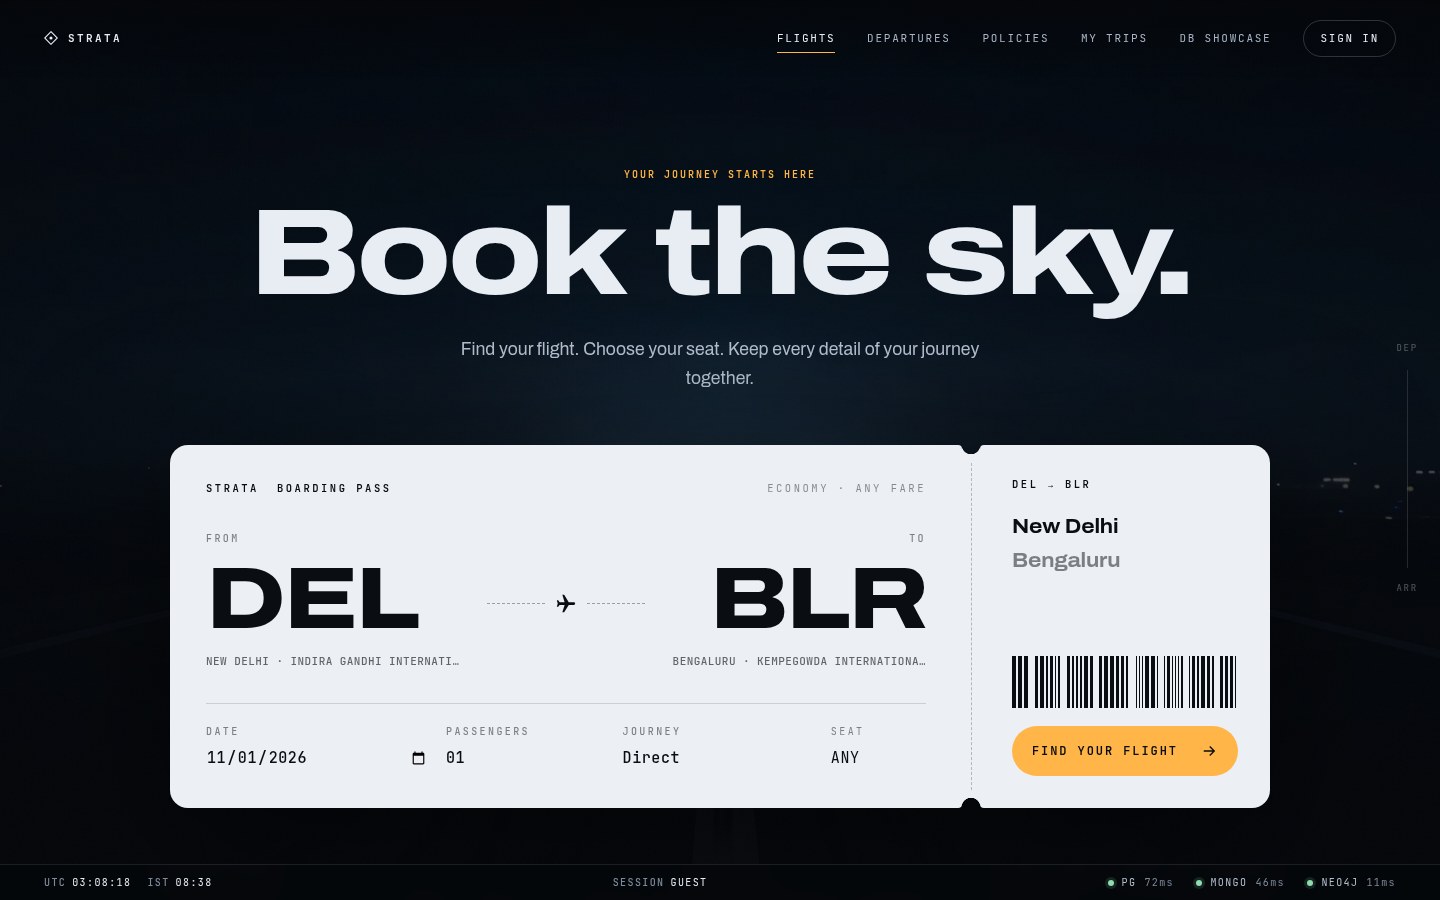 STRATA
FLIGHTS DEPARTURES POLICIES MY TRIPS DB SHOWCASE SIGN IN
YOUR JOURNEY STARTS HERE
Book the sky.
Find your flight. Choose your seat. Keep every detail of your journey
together.
DEP
ARR
STRATA BOARDING PASS
ECONOMY · ANY FARE
FROM
TO
DEL
BLR
NEW DELHI · INDIRA GANDHI INTERNATI…
BENGALURU · KEMPEGOWDA INTERNATIONA…
DATE PASSENGERS JOURNEY SEAT
11/01/2026 01 Direct ANY
DEL → BLR
New Delhi
Bengaluru
FIND YOUR FLIGHT →
UTC 03:08:18 IST 08:38
SESSION GUEST
PG 72ms MONGO 46ms NEO4J 11ms